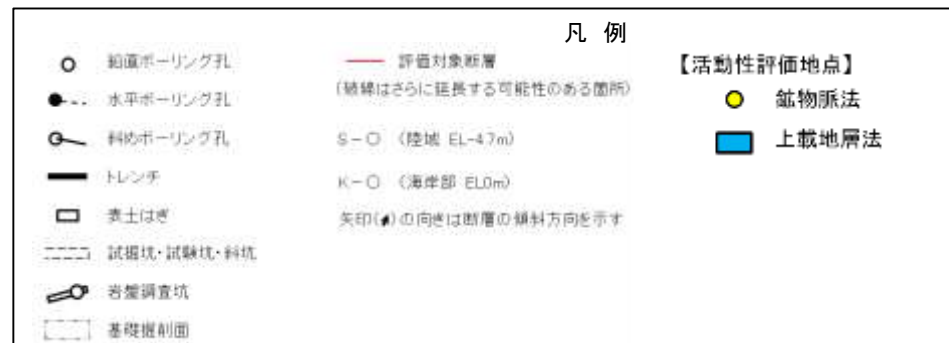 凡 例
鉛直ボーリング孔
水平ボーリング孔
斜めボーリング孔
トレンチ
表土はぎ
試掘坑・試験坑・斜坑
岩盤調査坑
基礎掘削面
評価対象断層
(破線はさらに延長する可能性のある箇所)
S-○ (陸域 EL-4.7m)
K-○ (海岸部 EL0m)
矢印( )の向きは断層の傾斜方向を示す
【活動性評価地点】
鉱物脈法
上載地層法